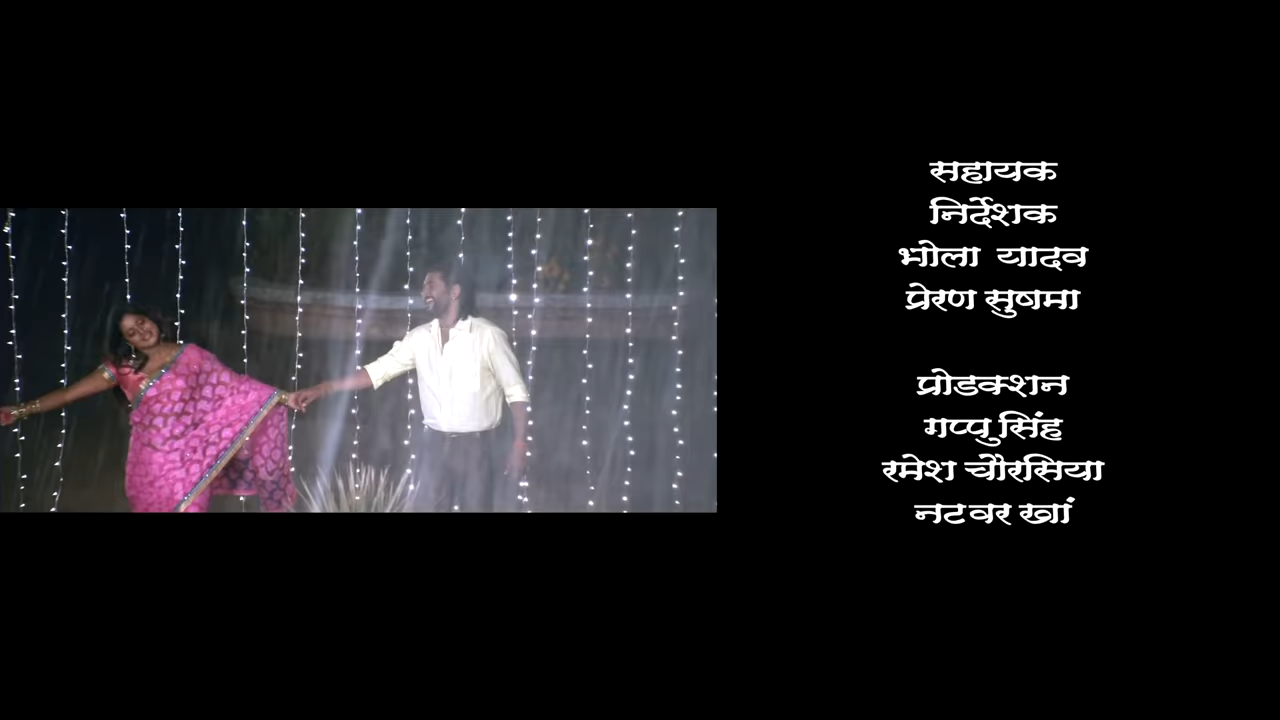 सहायक
निर्देशक
भोला यादव
प्रेरण सुषमा
प्रोडक्शन
गप्पु सिंह
रमेश चौरसिया
नटवर खां